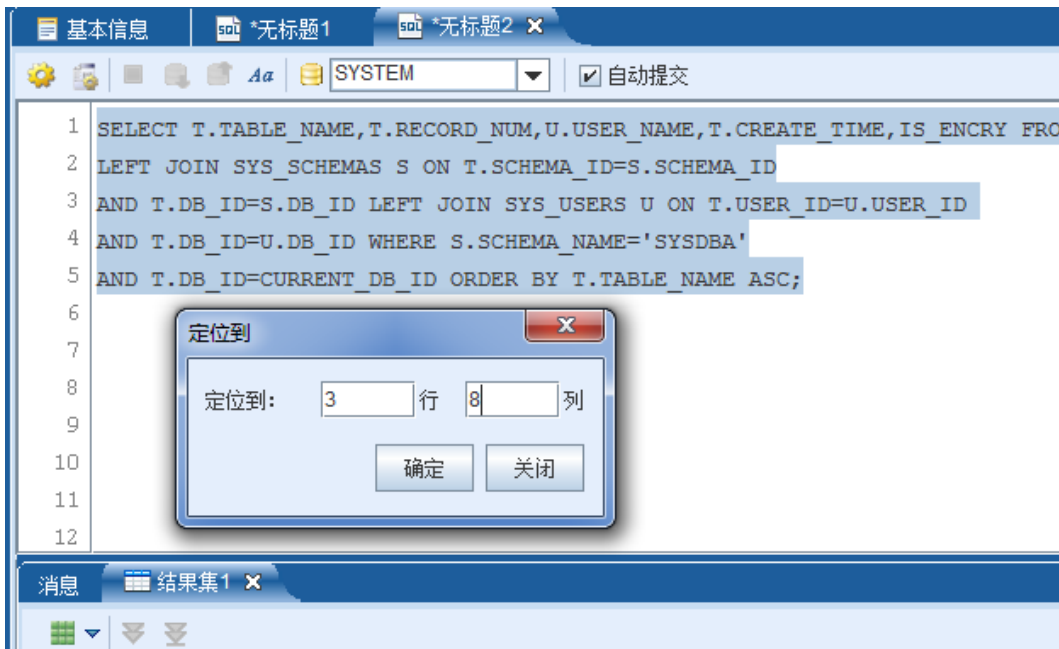 基本信息 *无标题1 *无标题2
Aa SYSTEM 自动提交
1 SELECT T.TABLE_NAME,T.RECORD_NUM,U.USER_NAME,T.CREATE_TIME,IS_ENCRY FRO
2 LEFT JOIN SYS_SCHEMAS S ON T.SCHEMA_ID=S.SCHEMA_ID
3 AND T.DB_ID=S.DB_ID LEFT JOIN SYS_USERS U ON T.USER_ID=U.USER_ID
4 AND T.DB_ID=U.DB_ID WHERE S.SCHEMA_NAME='SYSDBA'
5 AND T.DB_ID=CURRENT_DB_ID ORDER BY T.TABLE_NAME ASC;
6
7
8
9
10
11
12
定位到
定位到: 3 行 8 列
确定 关闭
消息 结果集1